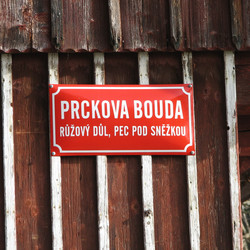 PRCKOVA BOUDA
RŮŽOVÝ DŮL, PEC POD SNĚŽKOU